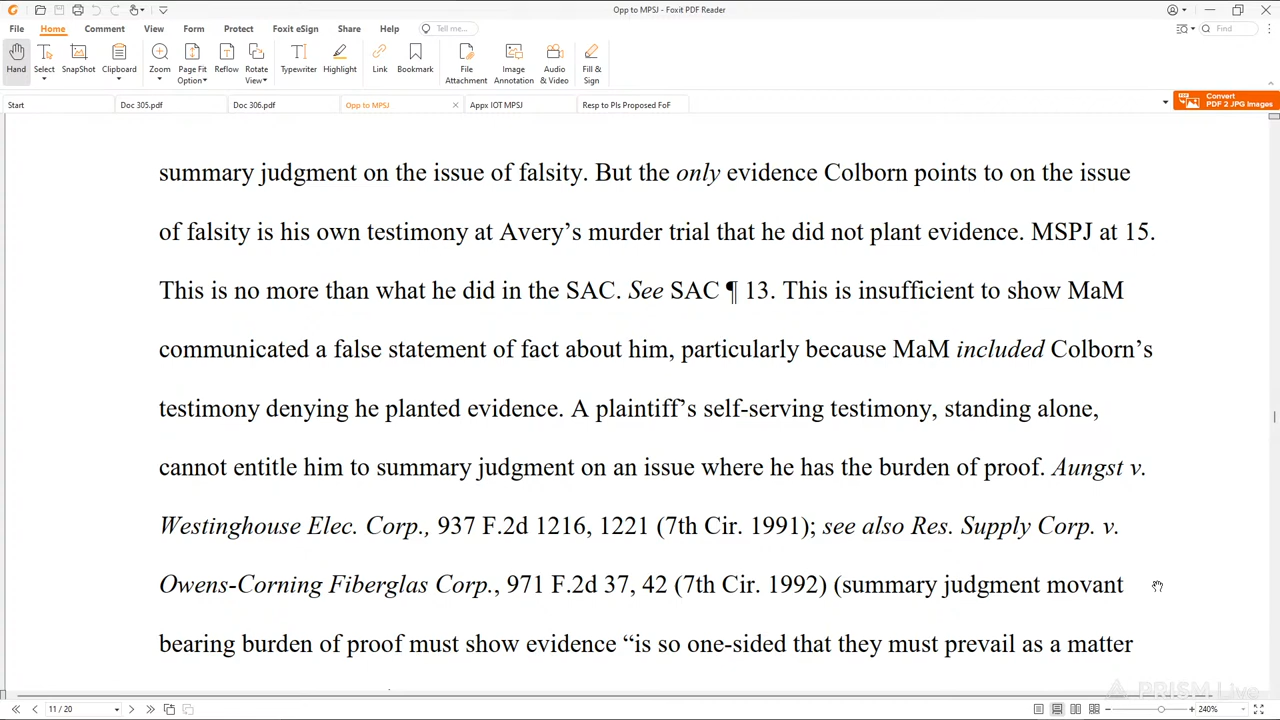 Opp to MPSJ - Foxit PDF Reader
File Home Comment View Form Protect Foxit eSign Share Help Tell me... Find
Hand Select SnapShot Clipboard Zoom Page Fit Option Reflow Rotate View Typewriter Highlight Link Bookmark File Attachment Image Annotation Audio & Video Fill & Sign
Start Doc 305.pdf Doc 306.pdf Opp to MPSJ Appx IOT MPSJ Resp to Pls Proposed FoF Convert PDF 2 JPG Images
summary judgment on the issue of falsity. But the only evidence Colborn points to on the issue
of falsity is his own testimony at Avery’s murder trial that he did not plant evidence. MSPJ at 15.
This is no more than what he did in the SAC. See SAC ¶ 13. This is insufficient to show MaM
communicated a false statement of fact about him, particularly because MaM included Colborn’s
testimony denying he planted evidence. A plaintiff’s self-serving testimony, standing alone,
cannot entitle him to summary judgment on an issue where he has the burden of proof. Aungst v.
Westinghouse Elec. Corp., 937 F.2d 1216, 1221 (7th Cir. 1991); see also Res. Supply Corp. v.
Owens-Corning Fiberglas Corp., 971 F.2d 37, 42 (7th Cir. 1992) (summary judgment movant
bearing burden of proof must show evidence “is so one-sided that they must prevail as a matter
PRISM Live
11 / 20 240%